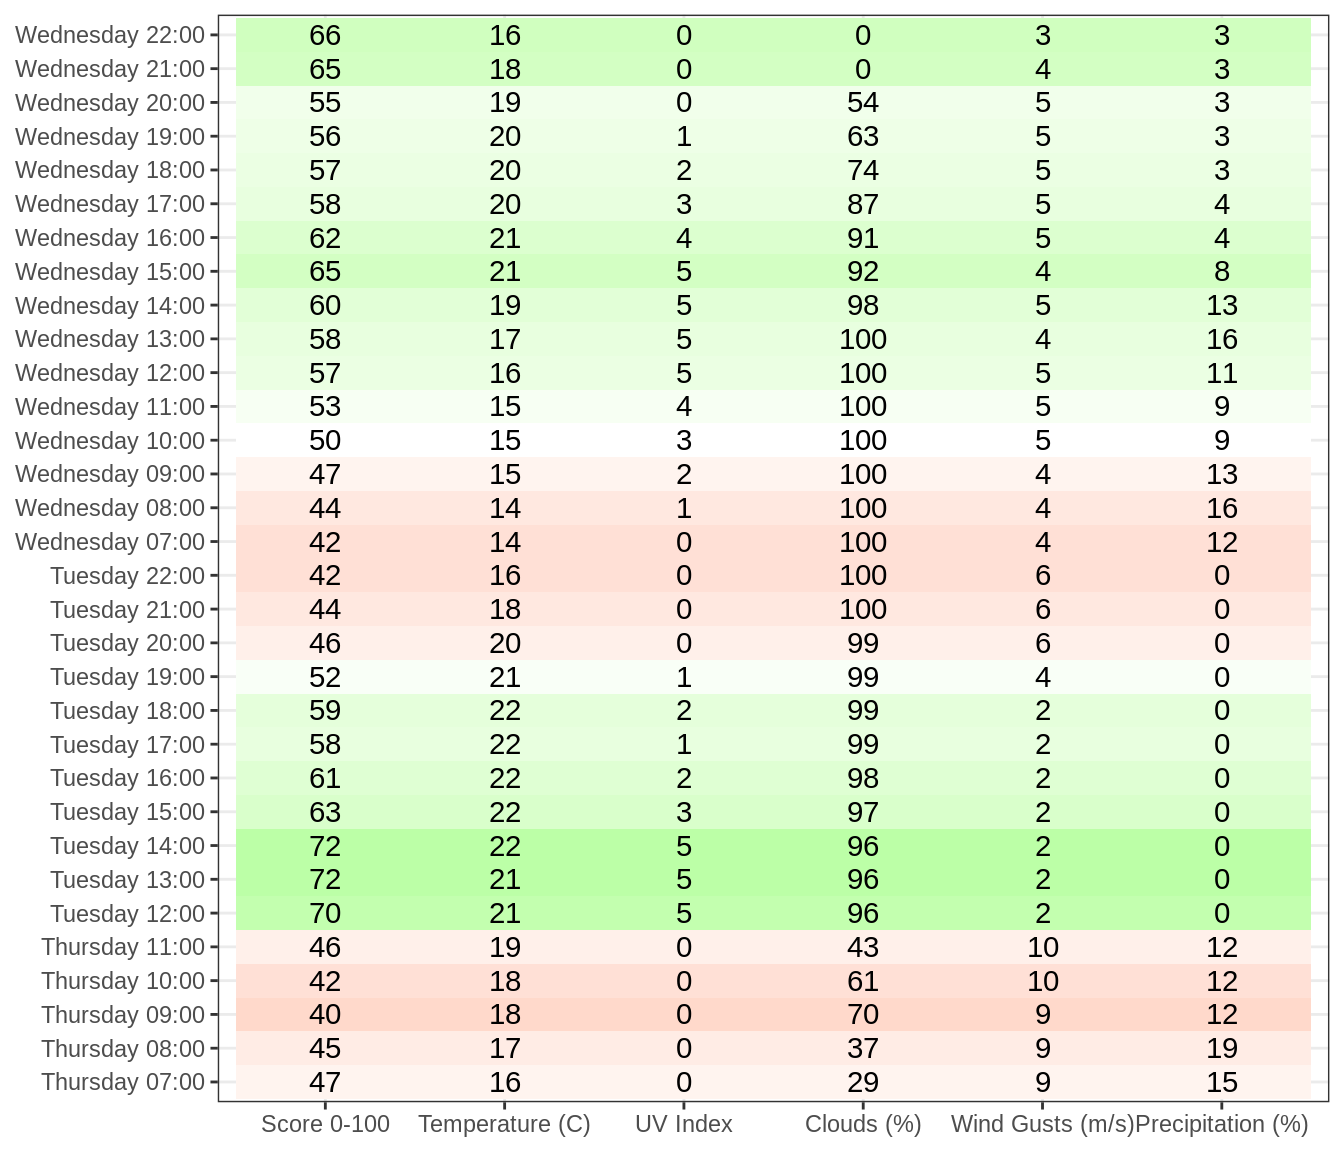 Wednesday 22:00 66 16 0 0 3 3
Wednesday 21:00 65 18 0 0 4 3
Wednesday 20:00 55 19 0 54 5 3
Wednesday 19:00 56 20 1 63 5 3
Wednesday 18:00 57 20 2 74 5 3
Wednesday 17:00 58 20 3 87 5 4
Wednesday 16:00 62 21 4 91 5 4
Wednesday 15:00 65 21 5 92 4 8
Wednesday 14:00 60 19 5 98 5 13
Wednesday 13:00 58 17 5 100 4 16
Wednesday 12:00 57 16 5 100 5 11
Wednesday 11:00 53 15 4 100 5 9
Wednesday 10:00 50 15 3 100 5 9
Wednesday 09:00 47 15 2 100 4 13
Wednesday 08:00 44 14 1 100 4 16
Wednesday 07:00 42 14 0 100 4 12
Tuesday 22:00 42 16 0 100 6 0
Tuesday 21:00 44 18 0 100 6 0
Tuesday 20:00 46 20 0 99 6 0
Tuesday 19:00 52 21 1 99 4 0
Tuesday 18:00 59 22 2 99 2 0
Tuesday 17:00 58 22 1 99 2 0
Tuesday 16:00 61 22 2 98 2 0
Tuesday 15:00 63 22 3 97 2 0
Tuesday 14:00 72 22 5 96 2 0
Tuesday 13:00 72 21 5 96 2 0
Tuesday 12:00 70 21 5 96 2 0
Thursday 11:00 46 19 0 43 10 12
Thursday 10:00 42 18 0 61 10 12
Thursday 09:00 40 18 0 70 9 12
Thursday 08:00 45 17 0 37 9 19
Thursday 07:00 47 16 0 29 9 15
Score 0-100 Temperature (C) UV Index Clouds (%) Wind Gusts (m/s) Precipitation (%)